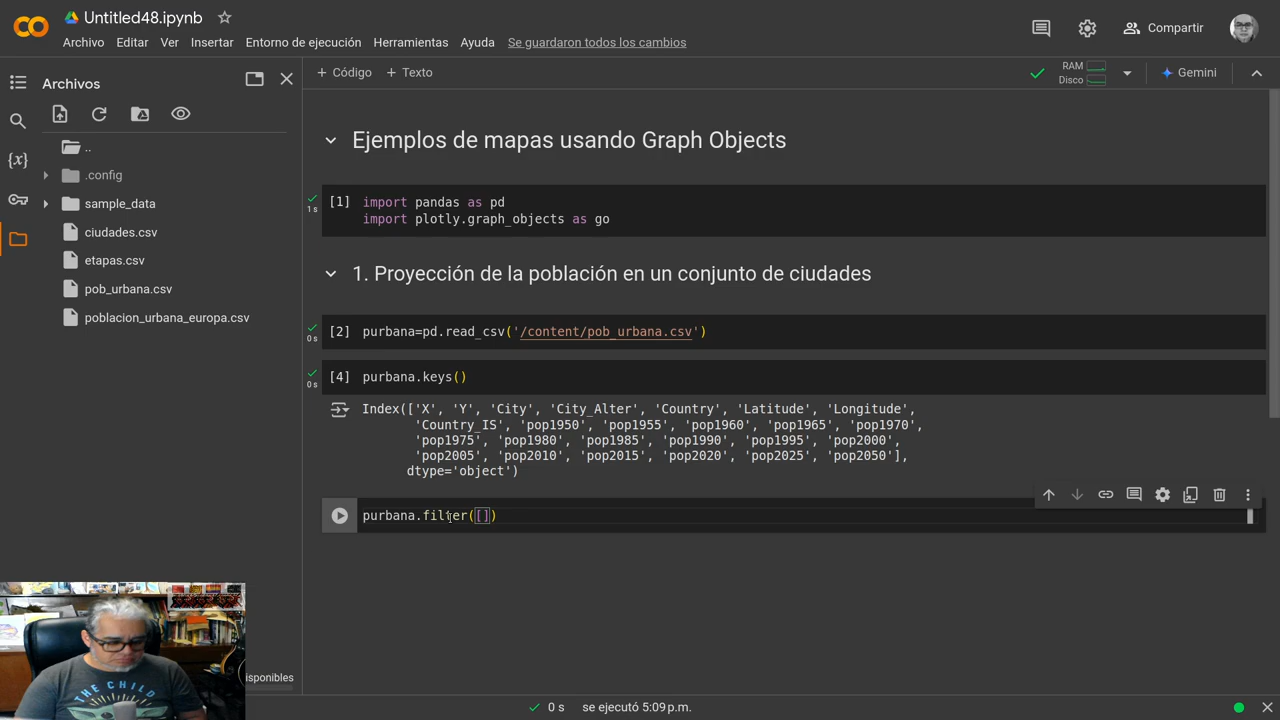 Untitled48.ipynb
Archivo Editar Ver Insertar Entorno de ejecución Herramientas Ayuda Se guardaron todos los cambios
Compartir
Archivos
+ Código + Texto
RAM
Disco
Gemini
..
.config
sample_data
ciudades.csv
etapas.csv
pob_urbana.csv
poblacion_urbana_europa.csv
Ejemplos de mapas usando Graph Objects
[1] import pandas as pd
1 s
import plotly.graph_objects as go
1. Proyección de la población en un conjunto de ciudades
[2] purbana=pd.read_csv('/content/pob_urbana.csv')
0 s
[4] purbana.keys()
0 s
Index(['X', 'Y', 'City', 'City_Alter', 'Country', 'Latitude', 'Longitude',
'Country_IS', 'pop1950', 'pop1955', 'pop1960', 'pop1965', 'pop1970',
'pop1975', 'pop1980', 'pop1985', 'pop1990', 'pop1995', 'pop2000',
'pop2005', 'pop2010', 'pop2015', 'pop2020', 'pop2025', 'pop2050'],
dtype='object')
purbana.filter([])
isponibles
THE CHILD
0 s se ejecutó 5:09 p.m.